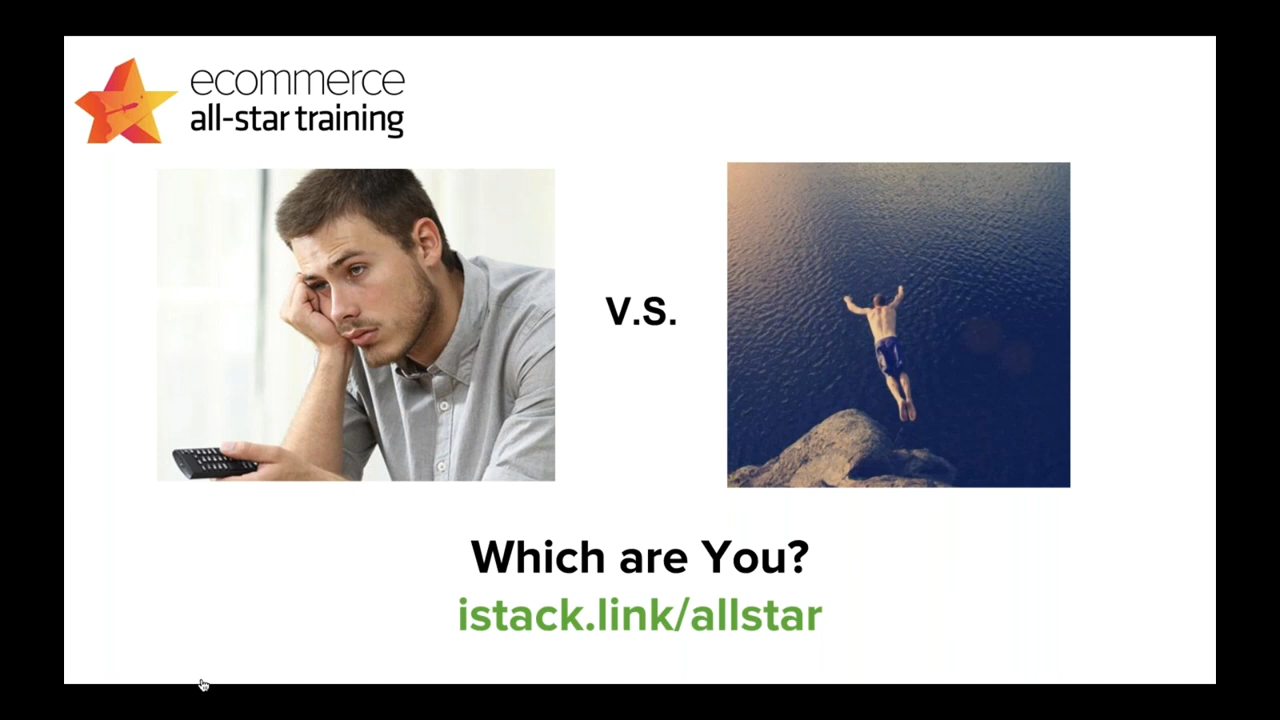 ecommerce
all-star training
V.S.
Which are You?
istack.link/allstar